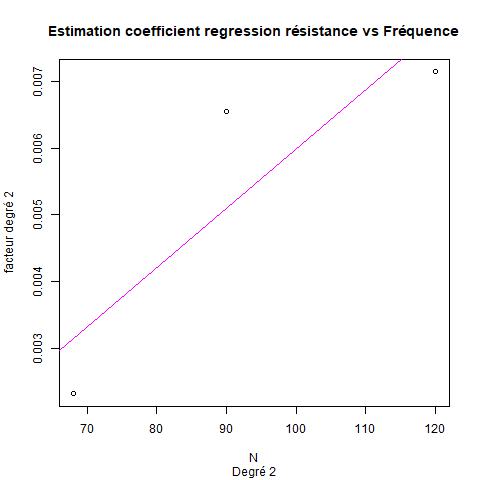 Estimation coefficient regression résistance vs Fréquence
facteur degré 2
0.007
0.006
0.005
0.004
0.003
70 80 90 100 110 120
N
Degré 2